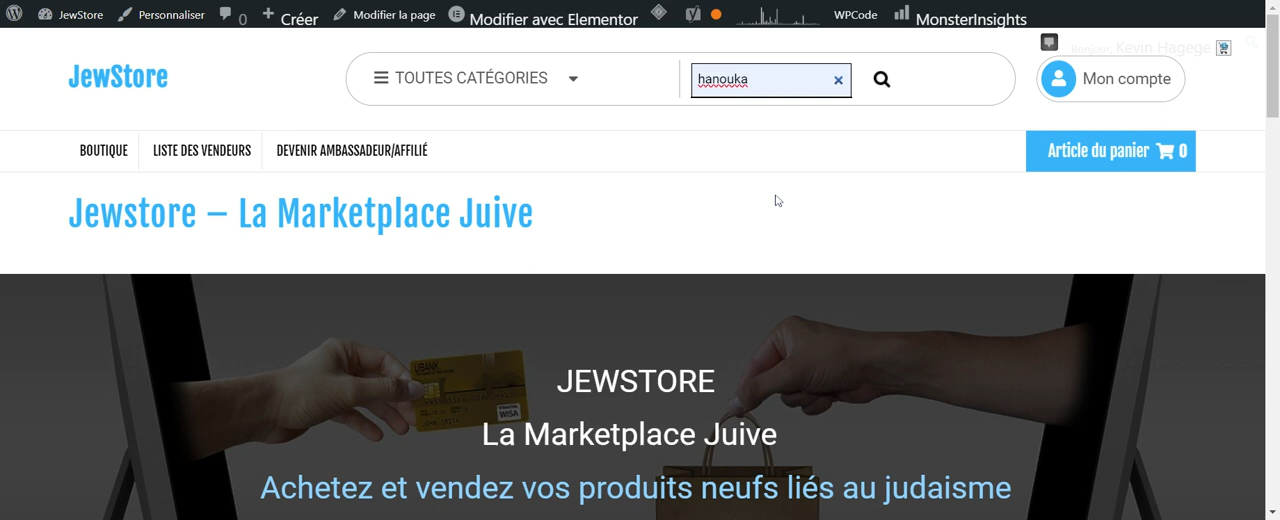 JewStore Personnaliser 0 Créer Modifier la page Modifier avec Elementor WPCode MonsterInsights
Bonjour, Kevin Hagege
JewStore TOUTES CATÉGORIES hanouka × Mon compte
BOUTIQUE LISTE DES VENDEURS DEVENIR AMBASSADEUR/AFFILIÉ Article du panier 0
Jewstore – La Marketplace Juive
UBANK
VISA
JEWSTORE
La Marketplace Juive
Achetez et vendez vos produits neufs liés au judaisme